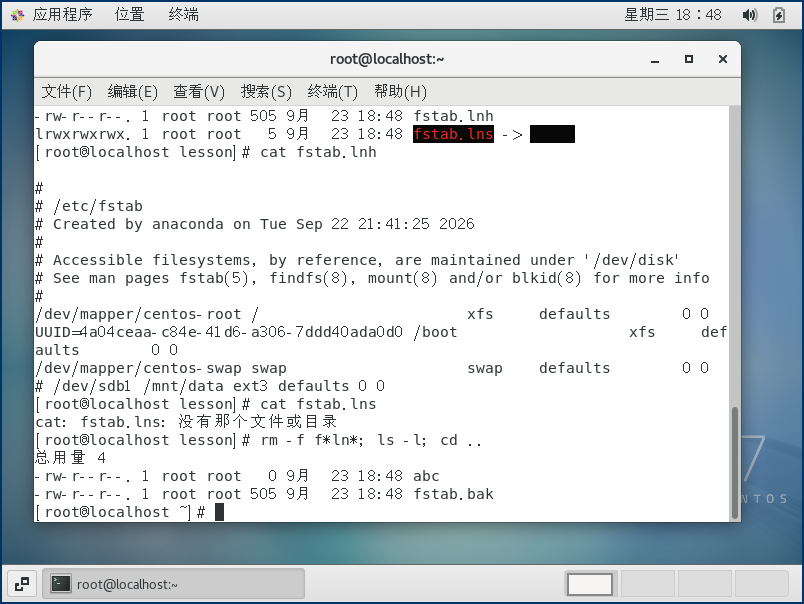 应用程序 位置 终端 星期三 18：48
root@localhost:~
文件(F) 编辑(E) 查看(V) 搜索(S) 终端(T) 帮助(H)
-rw-r--r--. 1 root root 505 9月  23 18:48 fstab.lnh
lrwxrwxrwx. 1 root root   5 9月  23 18:48 fstab.lns ->
[root@localhost lesson]# cat fstab.lnh
#
# /etc/fstab
# Created by anaconda on Tue Sep 22 21:41:25 2026
#
# Accessible filesystems, by reference, are maintained under '/dev/disk'
# See man pages fstab(5), findfs(8), mount(8) and/or blkid(8) for more info
#
/dev/mapper/centos-root / xfs defaults 0 0
UUID=4a04ceaa-c84e-41d6-a306-7ddd40ada0d0 /boot xfs def
aults 0 0
/dev/mapper/centos-swap swap swap defaults 0 0
# /dev/sdb1 /mnt/data ext3 defaults 0 0
[root@localhost lesson]# cat fstab.lns
cat: fstab.lns: 没有那个文件或目录
[root@localhost lesson]# rm -f f*ln*; ls -l; cd ..
总用量 4
-rw-r--r--. 1 root root   0 9月  23 18:48 abc
-rw-r--r--. 1 root root 505 9月  23 18:48 fstab.bak
[root@localhost ~]#
7
NTOS
root@localhost:~